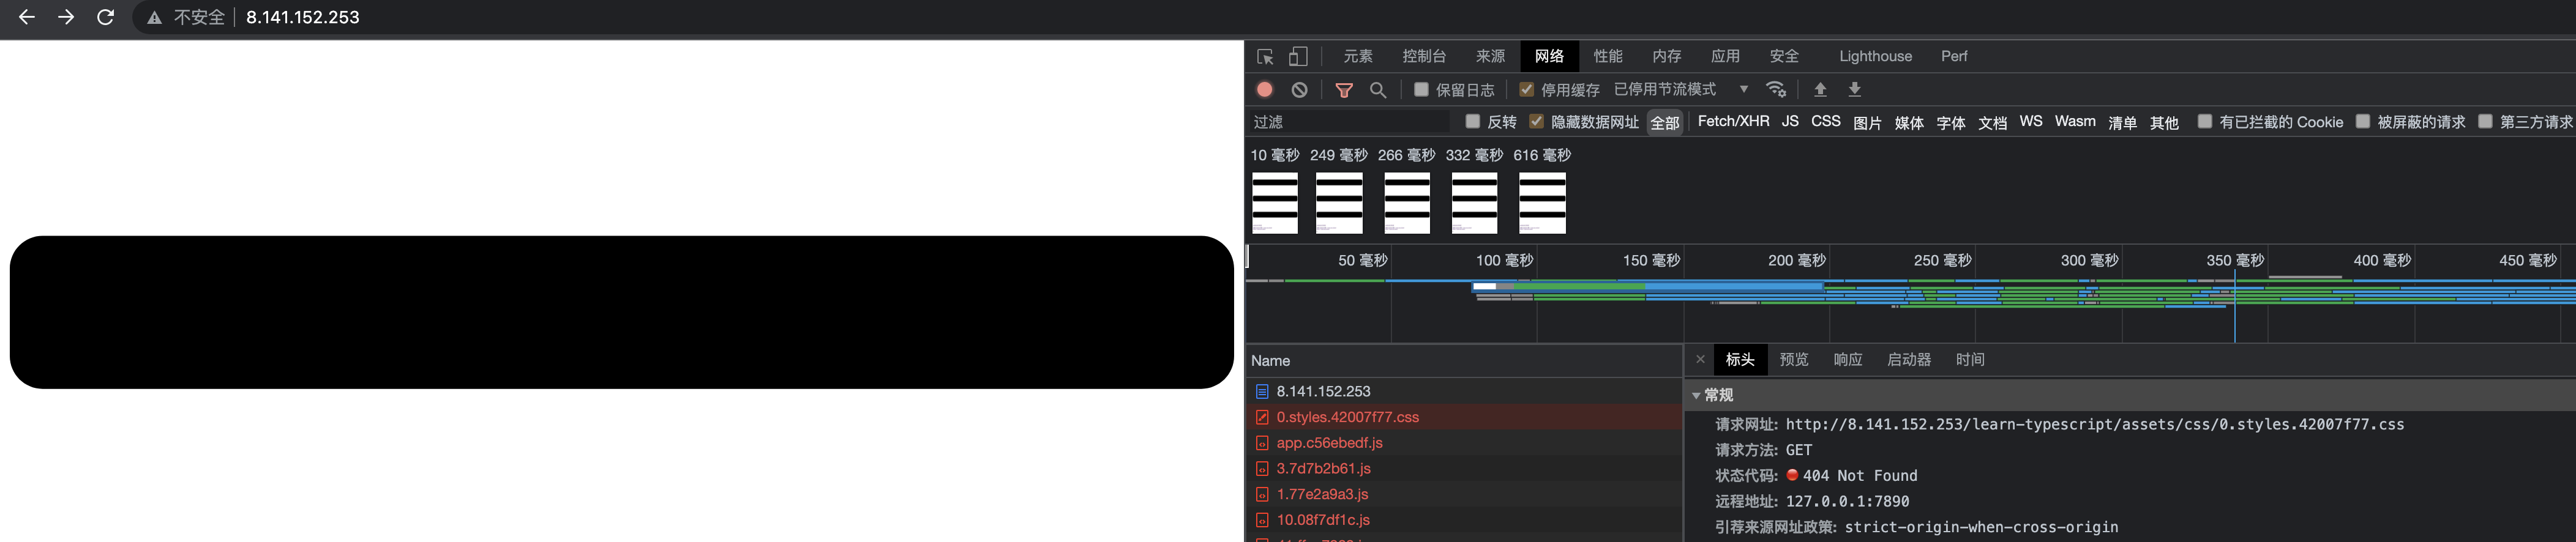 不安全 8.141.152.253
元素 控制台 来源 网络 性能 内存 应用 安全 Lighthouse Perf
保留日志 停用缓存 已停用节流模式
过滤 反转 隐藏数据网址 全部 Fetch/XHR JS CSS 图片 媒体 字体 文档 WS Wasm 清单 其他 有已拦截的 Cookie 被屏蔽的请求 第三方请求
10 毫秒 249 毫秒 266 毫秒 332 毫秒 616 毫秒
50 毫秒 100 毫秒 150 毫秒 200 毫秒 250 毫秒 300 毫秒 350 毫秒 400 毫秒 450 毫秒
Name
8.141.152.253
0.styles.42007f77.css
app.c56ebedf.js
3.7d7b2b61.js
1.77e2a9a3.js
10.08f7df1c.js
标头 预览 响应 启动器 时间
常规
请求网址: http://8.141.152.253/learn-typescript/assets/css/0.styles.42007f77.css
请求方法: GET
状态代码: 404 Not Found
远程地址: 127.0.0.1:7890
引荐来源网址政策: strict-origin-when-cross-origin